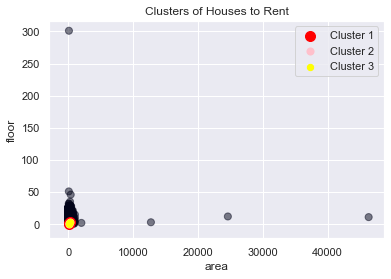 Clusters of Houses to Rent
Cluster 1
Cluster 2
Cluster 3
300
250
200
150
100
50
0
floor
0 10000 20000 30000 40000
area